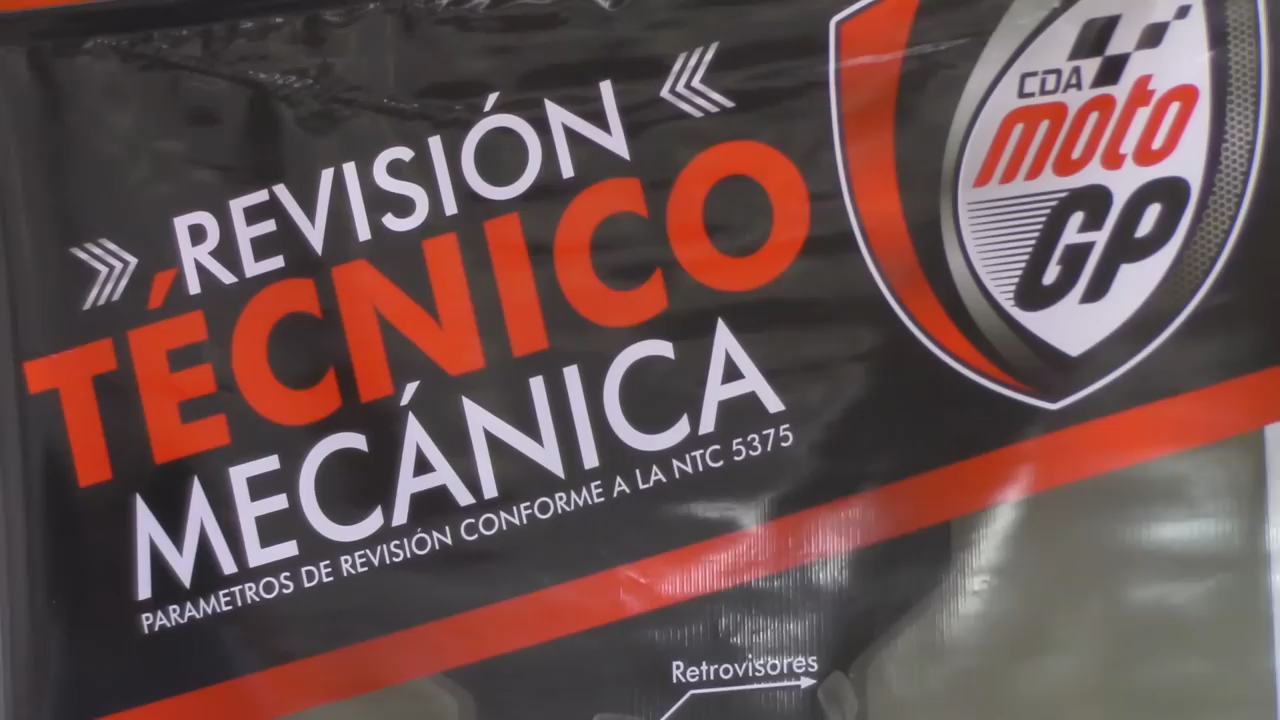 REVISIÓN
TÉCNICO
MECÁNICA
PARAMETROS DE REVISIÓN CONFORME A LA NTC 5375
CDA
moto
GP
Retrovisores